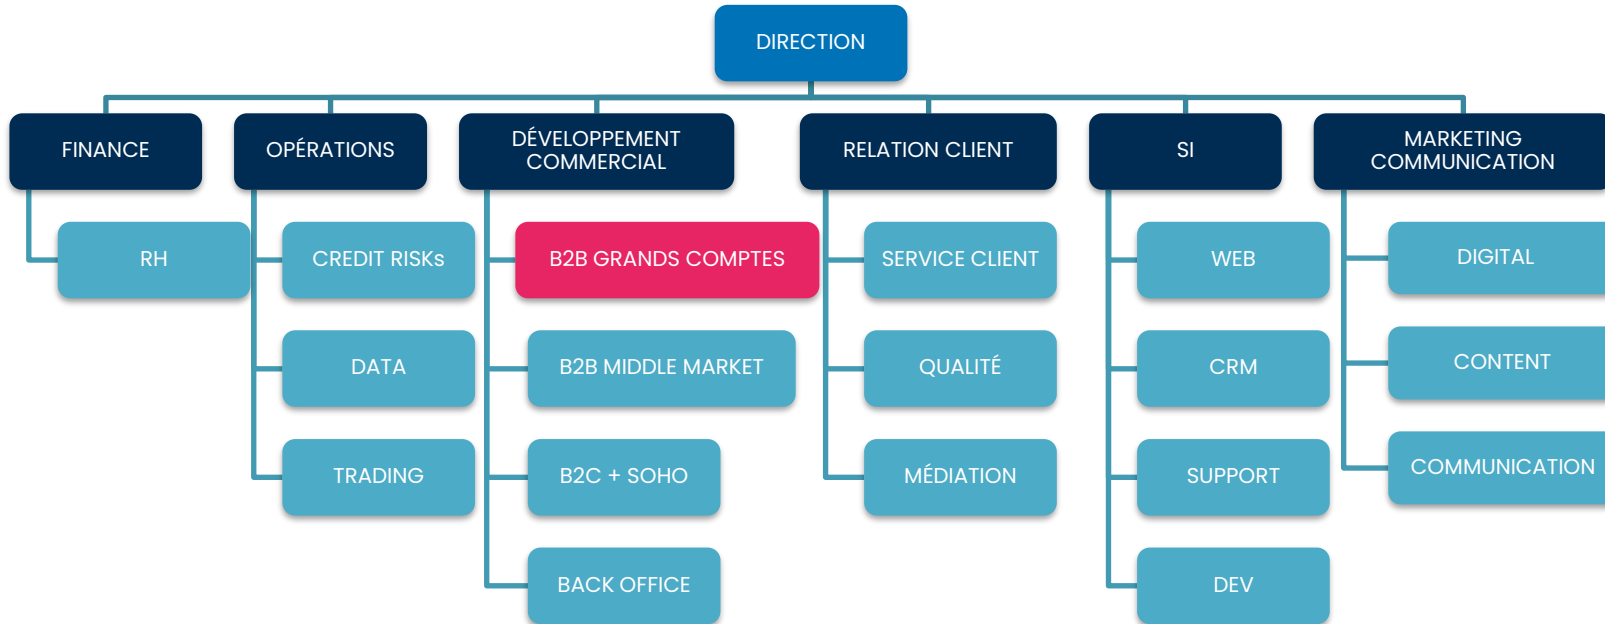 DIRECTION
FINANCE
OPÉRATIONS
DÉVELOPPEMENT
COMMERCIAL
RELATION CLIENT
SI
MARKETING
COMMUNICATION
RH
CREDIT RISKs
B2B GRANDS COMPTES
SERVICE CLIENT
WEB
DIGITAL
DATA
B2B MIDDLE MARKET
QUALITÉ
CRM
CONTENT
TRADING
B2C + SOHO
MÉDIATION
SUPPORT
COMMUNICATION
BACK OFFICE
DEV